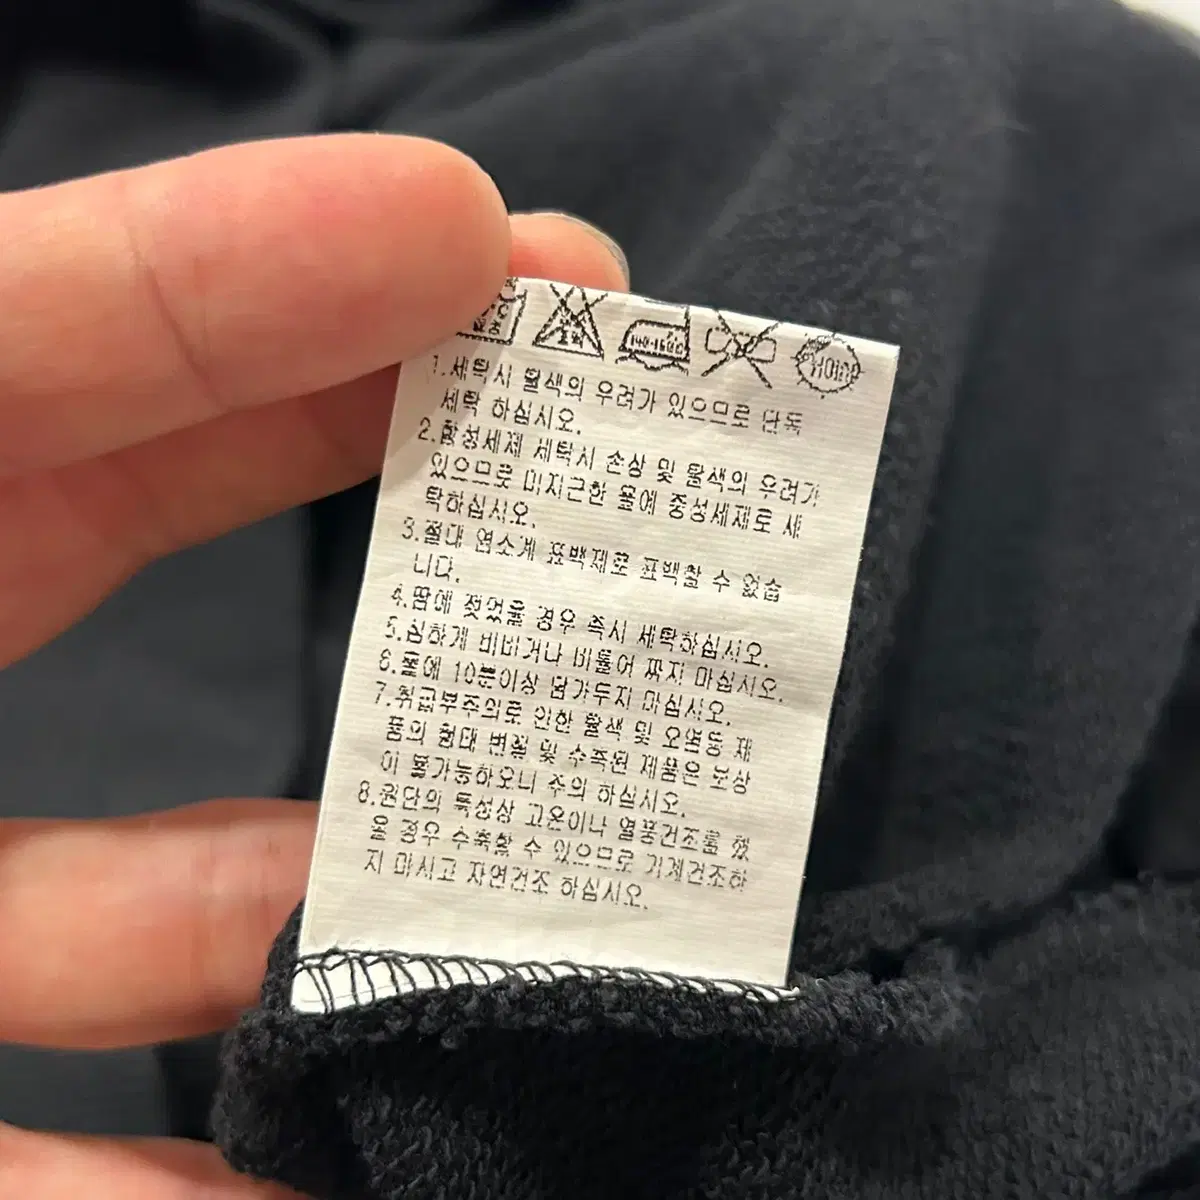 1.세탁시 탈색의 우려가 있으므로 단독
세탁 하십시오.
2.합성세제 세탁시 손상 및 탈색의 우려가
있으므로 미지근한 물에 중성세제로 세
탁하십시오.
3.절대 염소계 표백제로 표백할 수 없습
니다.
4.땀에 젖었을 경우 즉시 세탁하십시오.
5.심하게 비비거나 비틀어 짜지 마십시오.
6.물에 10분이상 담가두지 마십시오.
7.취급부주의로 인한 탈색 및 오염등 제
품의 형태 변질 및 수축된 제품은 보상
이 불가능하오니 주의 하십시오.
8.원단의 특성상 고온이나 열풍건조를 했
을 경우 수축할 수 있으므로 기계건조하
지 마시고 자연건조 하십시오.